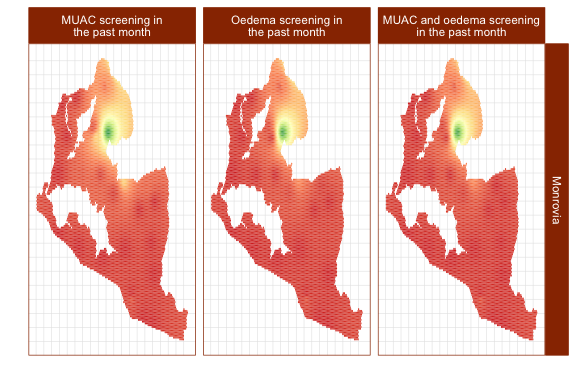 MUAC screening in
the past month
Oedema screening in
the past month
MUAC and oedema screening
in the past month
Monrovia